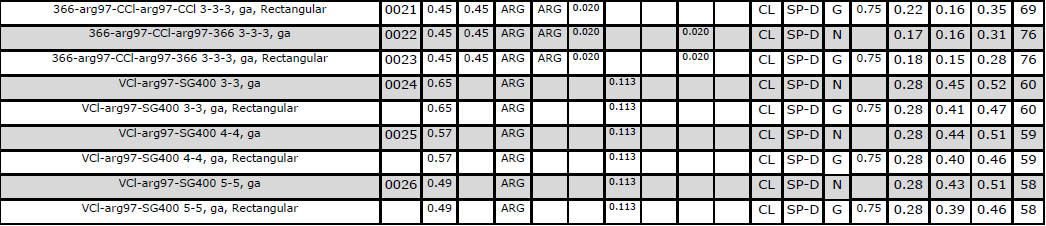 366-arg97-CCl-arg97-CCl 3-3-3, ga, Rectangular 0021 0.45 0.45 ARG ARG 0.020 CL SP-D G 0.75 0.22 0.16 0.35 69
366-arg97-CCl-arg97-366 3-3-3, ga 0022 0.45 0.45 ARG ARG 0.020 0.020 CL SP-D N 0.17 0.16 0.31 76
366-arg97-CCl-arg97-366 3-3-3, ga, Rectangular 0023 0.45 0.45 ARG ARG 0.020 0.020 CL SP-D G 0.75 0.18 0.15 0.28 76
VCl-arg97-SG400 3-3, ga 0024 0.65 ARG 0.113 CL SP-D N 0.28 0.45 0.52 60
VCl-arg97-SG400 3-3, ga, Rectangular 0.65 ARG 0.113 CL SP-D G 0.75 0.28 0.41 0.47 60
VCl-arg97-SG400 4-4, ga 0025 0.57 ARG 0.113 CL SP-D N 0.28 0.44 0.51 59
VCl-arg97-SG400 4-4, ga, Rectangular 0.57 ARG 0.113 CL SP-D G 0.75 0.28 0.40 0.46 59
VCl-arg97-SG400 5-5, ga 0026 0.49 ARG 0.113 CL SP-D N 0.28 0.43 0.51 58
VCl-arg97-SG400 5-5, ga, Rectangular 0.49 ARG 0.113 CL SP-D G 0.75 0.28 0.39 0.46 58